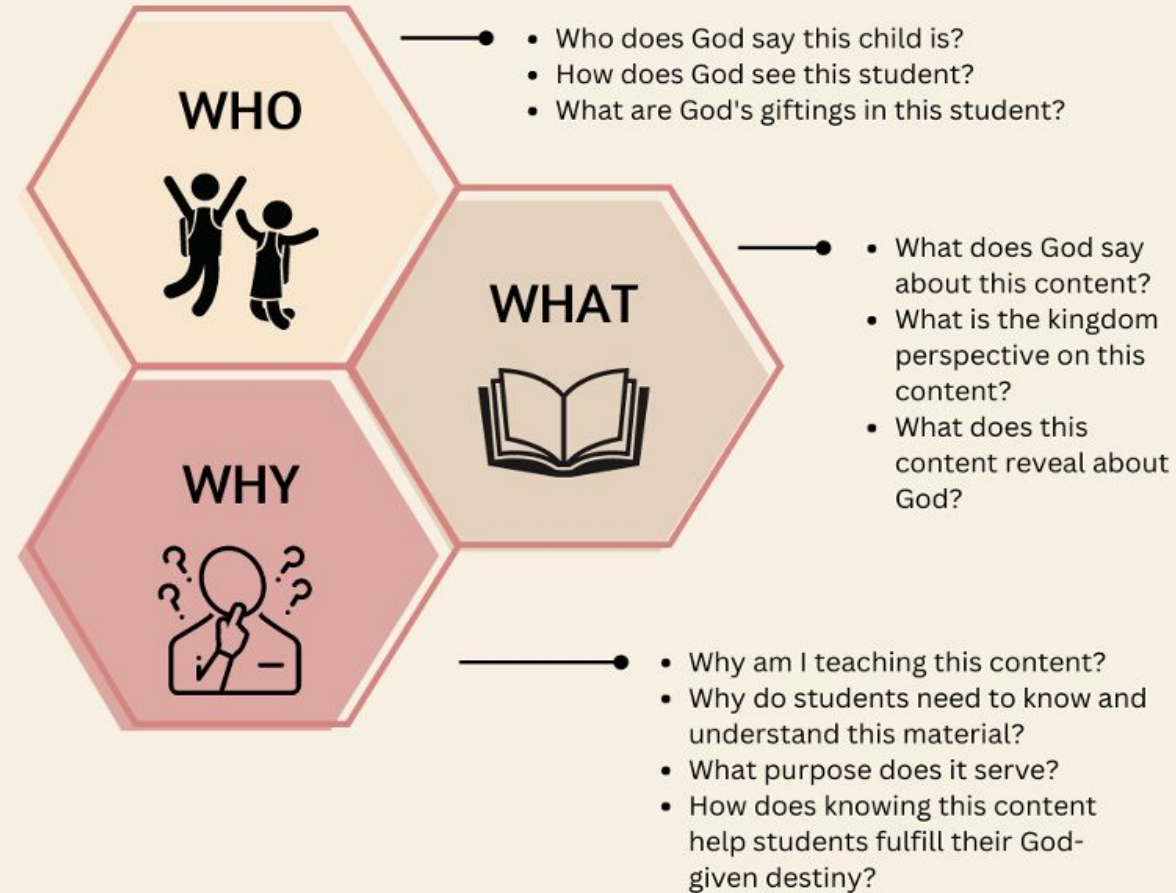 WHO
• Who does God say this child is?
• How does God see this student?
• What are God's giftings in this student?
WHAT
• What does God say
about this content?
• What is the kingdom
perspective on this
content?
• What does this
content reveal about
God?
WHY
• Why am I teaching this content?
• Why do students need to know and
understand this material?
• What purpose does it serve?
• How does knowing this content
help students fulfill their God-
given destiny?